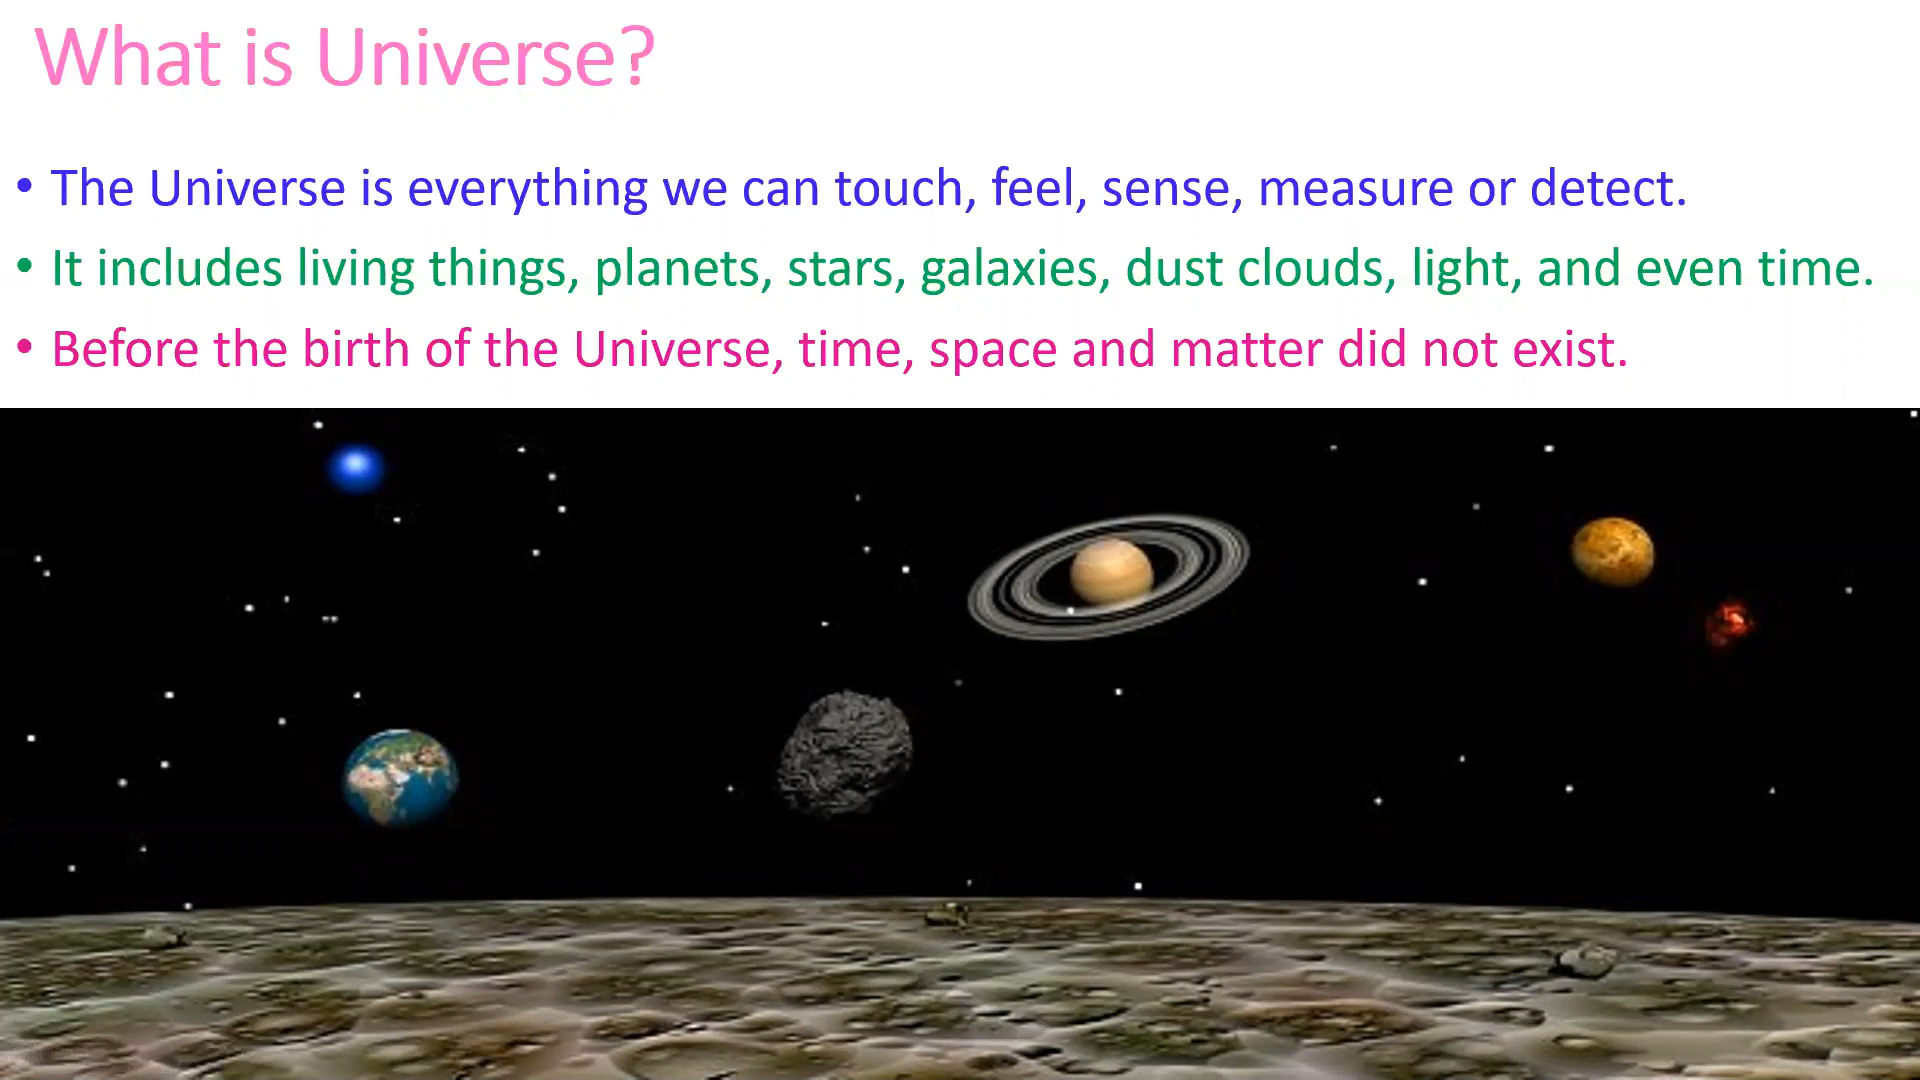 What is Universe?
• The Universe is everything we can touch, feel, sense, measure or detect.
• It includes living things, planets, stars, galaxies, dust clouds, light, and even time.
• Before the birth of the Universe, time, space and matter did not exist.